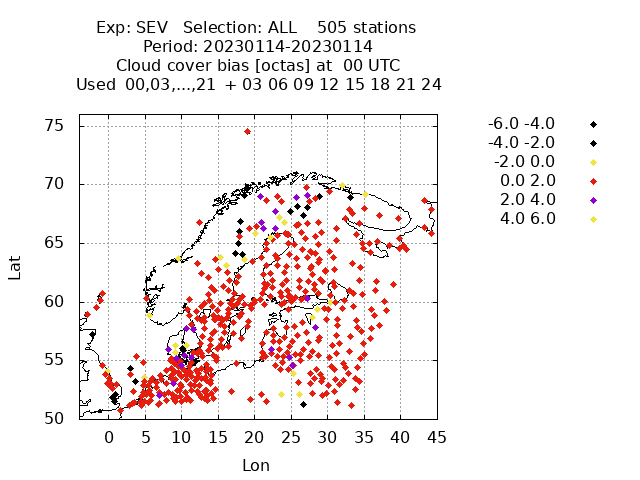 Exp: SEV Selection: ALL 505 stations
Period: 20230114-20230114
Cloud cover bias [octas] at 00 UTC
Used 00,03,...,21 + 03 06 09 12 15 18 21 24
75
70
65
60
55
50
0 5 10 15 20 25 30 35 40 45
Lat
Lon
-6.0 -4.0
-4.0 -2.0
-2.0 0.0
0.0 2.0
2.0 4.0
4.0 6.0